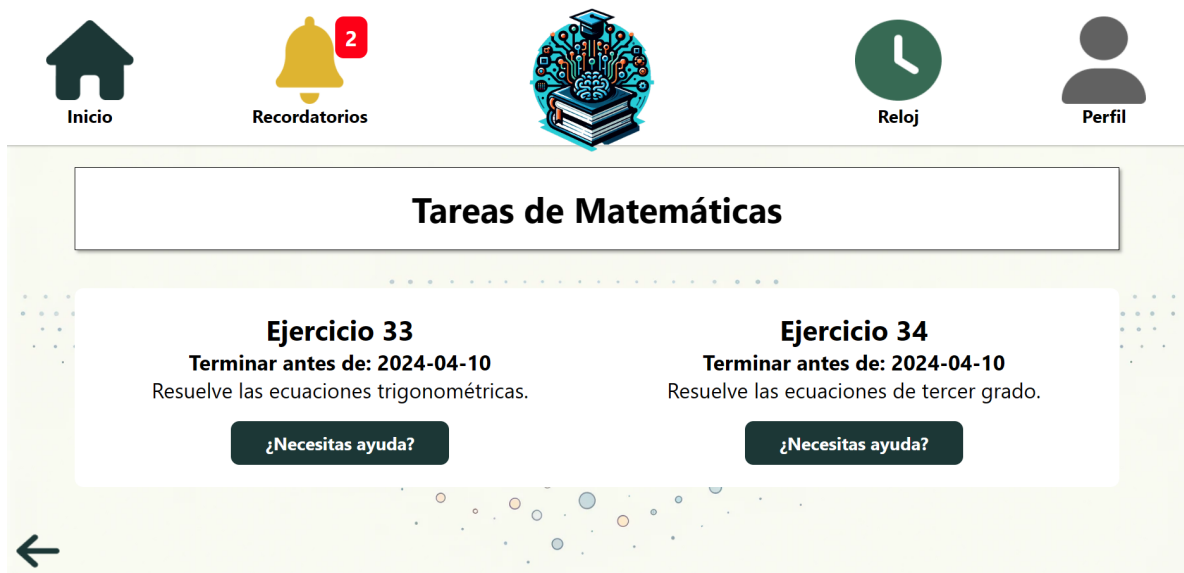 2
Inicio
Recordatorios
Reloj
Perfil
Tareas de Matemáticas
Ejercicio 33
Terminar antes de: 2024-04-10
Resuelve las ecuaciones trigonométricas.
¿Necesitas ayuda?
Ejercicio 34
Terminar antes de: 2024-04-10
Resuelve las ecuaciones de tercer grado.
¿Necesitas ayuda?